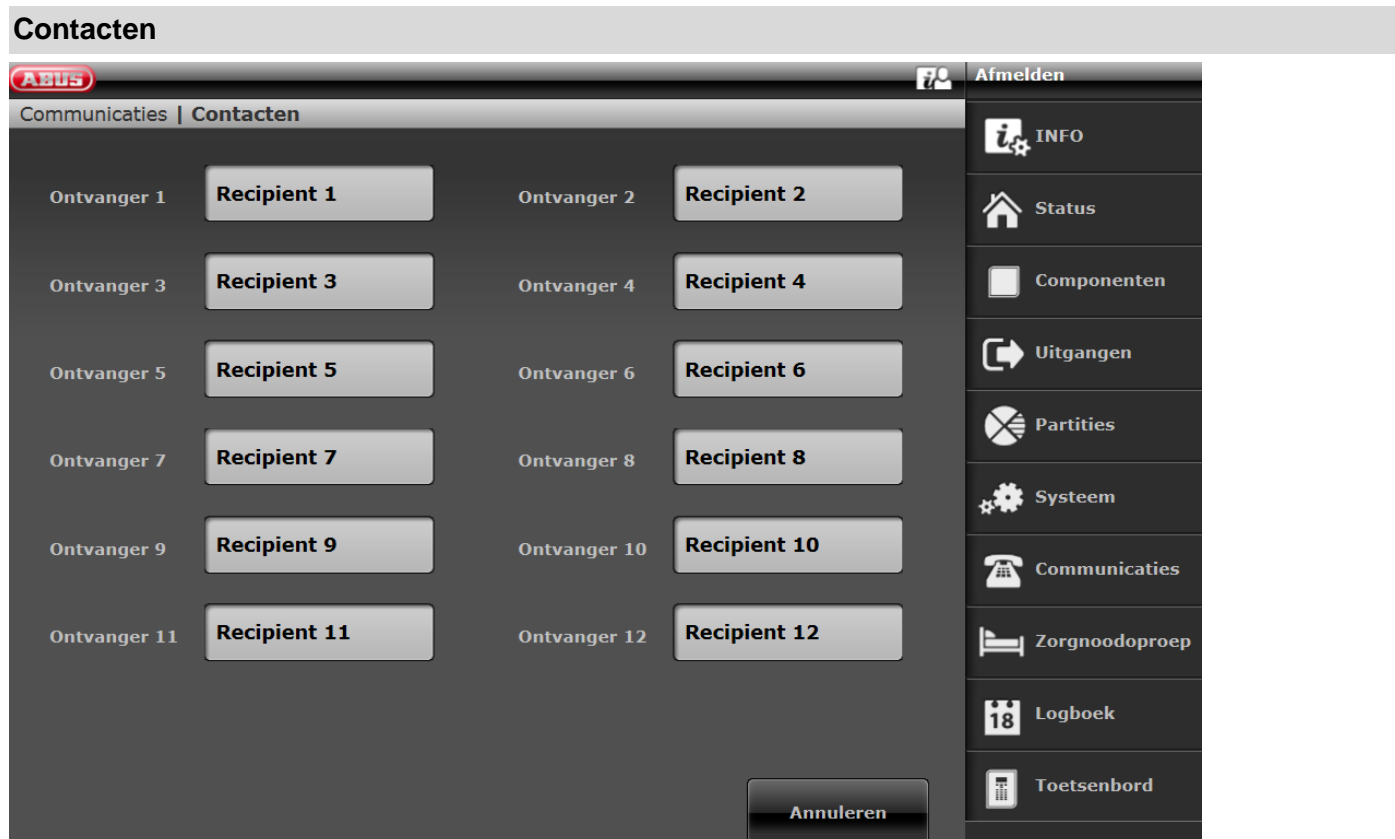 Contacten
ABUS
Afmelden
Communicaties | Contacten
Ontvanger 1 Recipient 1 Ontvanger 2 Recipient 2
Ontvanger 3 Recipient 3 Ontvanger 4 Recipient 4
Ontvanger 5 Recipient 5 Ontvanger 6 Recipient 6
Ontvanger 7 Recipient 7 Ontvanger 8 Recipient 8
Ontvanger 9 Recipient 9 Ontvanger 10 Recipient 10
Ontvanger 11 Recipient 11 Ontvanger 12 Recipient 12
Annuleren
INFO
Status
Componenten
Uitgangen
Partities
Systeem
Communicaties
Zorgnoodoproep
18 Logboek
Toetsenbord